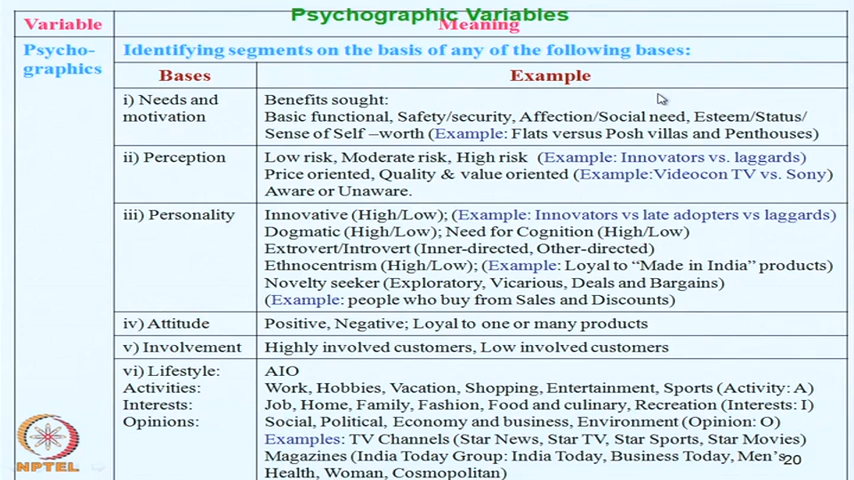 Psychographic Variables
Variable
Meaning
Psycho-
graphics
Identifying segments on the basis of any of the following bases:
Bases
Example
i) Needs and
motivation
Benefits sought:
Basic functional, Safety/security, Affection/Social need, Esteem/Status/
Sense of Self –worth (Example: Flats versus Posh villas and Penthouses)
ii) Perception
Low risk, Moderate risk, High risk (Example: Innovators vs. laggards)
Price oriented, Quality & value oriented (Example:Videocon TV vs. Sony)
Aware or Unaware.
iii) Personality
Innovative (High/Low); (Example: Innovators vs late adopters vs laggards)
Dogmatic (High/Low); Need for Cognition (High/Low)
Extrovert/Introvert (Inner-directed, Other-directed)
Ethnocentrism (High/Low); (Example: Loyal to “Made in India” products)
Novelty seeker (Exploratory, Vicarious, Deals and Bargains)
(Example: people who buy from Sales and Discounts)
iv) Attitude
Positive, Negative; Loyal to one or many products
v) Involvement
Highly involved customers, Low involved customers
vi) Lifestyle:
AIO
Activities:
Work, Hobbies, Vacation, Shopping, Entertainment, Sports (Activity: A)
Interests:
Job, Home, Family, Fashion, Food and culinary, Recreation (Interests: I)
Opinions:
Social, Political, Economy and business, Environment (Opinion: O)
Examples: TV Channels (Star News, Star TV, Star Sports, Star Movies)
Magazines (India Today Group: India Today, Business Today, Men’s
Health, Woman, Cosmopolitan)
20
NPTEL